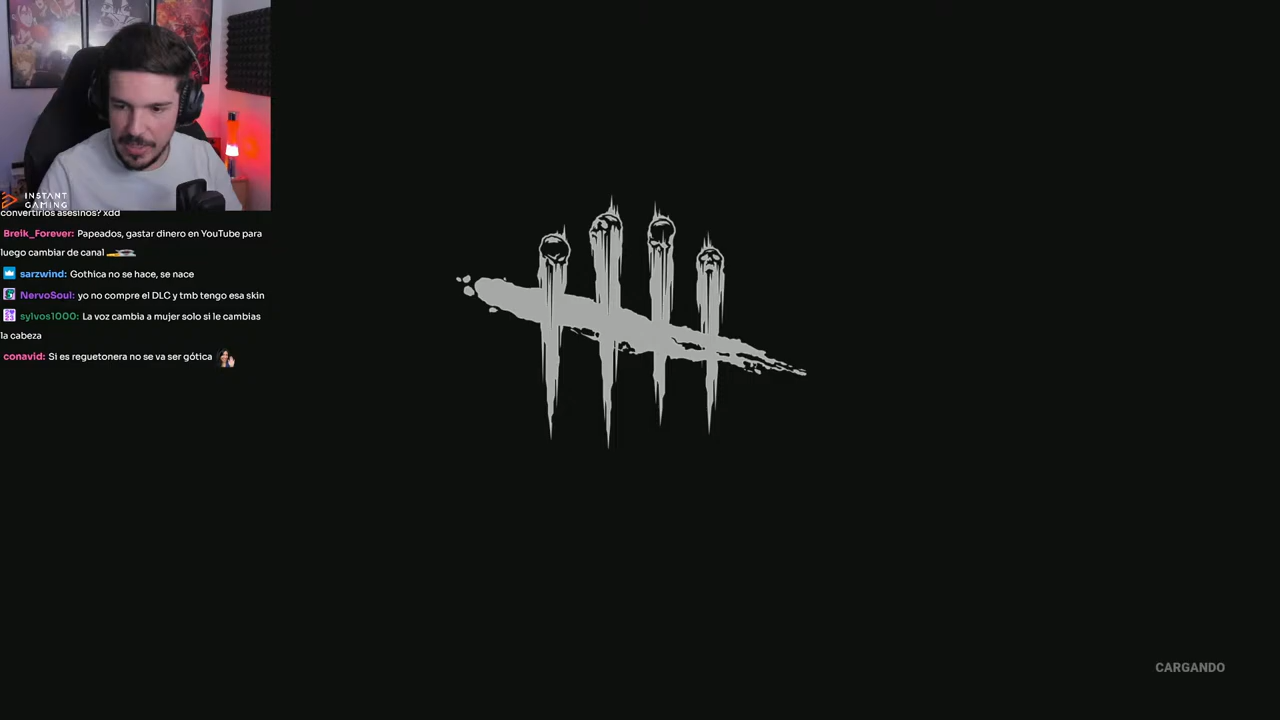 INSTANT
GAMING
convertirlos asesinos? xdd
Breik_Forever: Papeados, gastar dinero en YouTube para
luego cambiar de canal
sarzwind: Gothica no se hace, se nace
NervoSoul: yo no compre el DLC y tmb tengo esa skin
sylvos1000: La voz cambia a mujer solo si le cambias
la cabeza
conavid: Si es reguetonera no se va ser gótica
CARGANDO